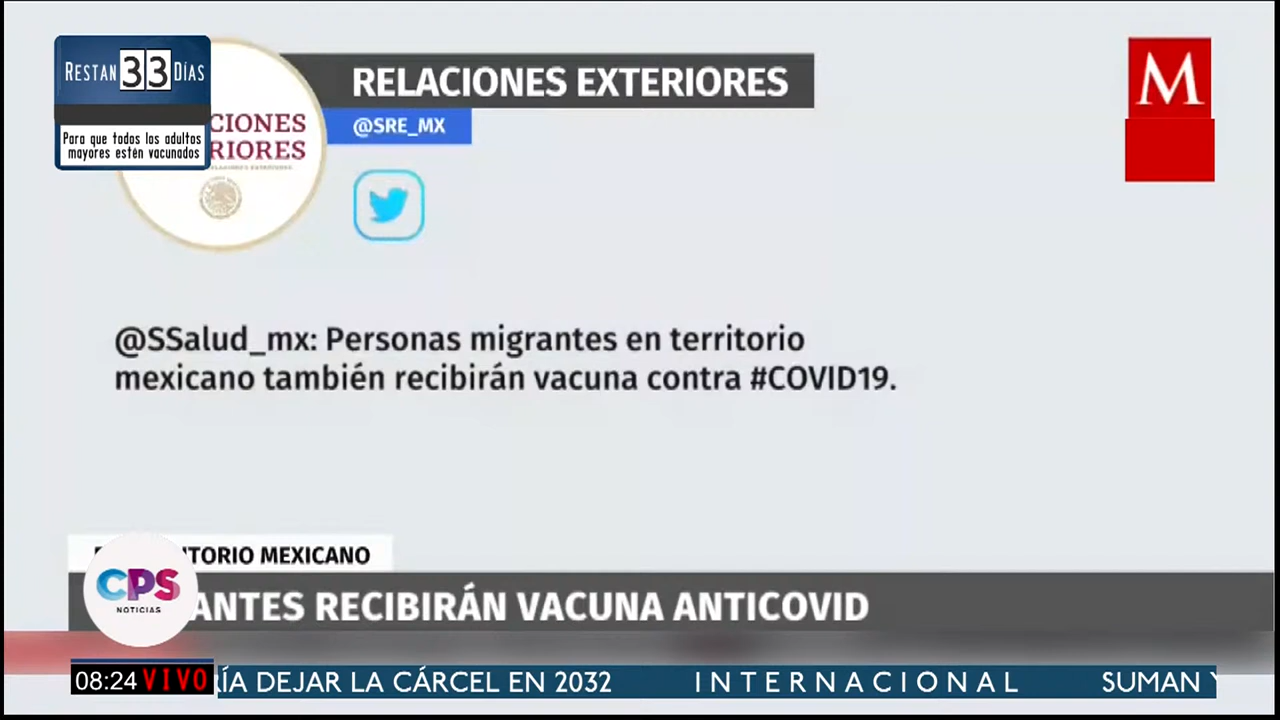 RESTAN 33 DÍAS
Para que todos los adultos
mayores estén vacunados
CIONES
RIORES
RELACIONES EXTERIORES
@SRE_MX
M
@SSalud_mx: Personas migrantes en territorio
mexicano también recibirán vacuna contra #COVID19.
ITORIO MEXICANO
ANTES RECIBIRÁN VACUNA ANTICOVID
CPS
NOTICIAS
08:24 VIVO
RÍA DEJAR LA CÁRCEL EN 2032 INTERNACIONAL SUMAN Y